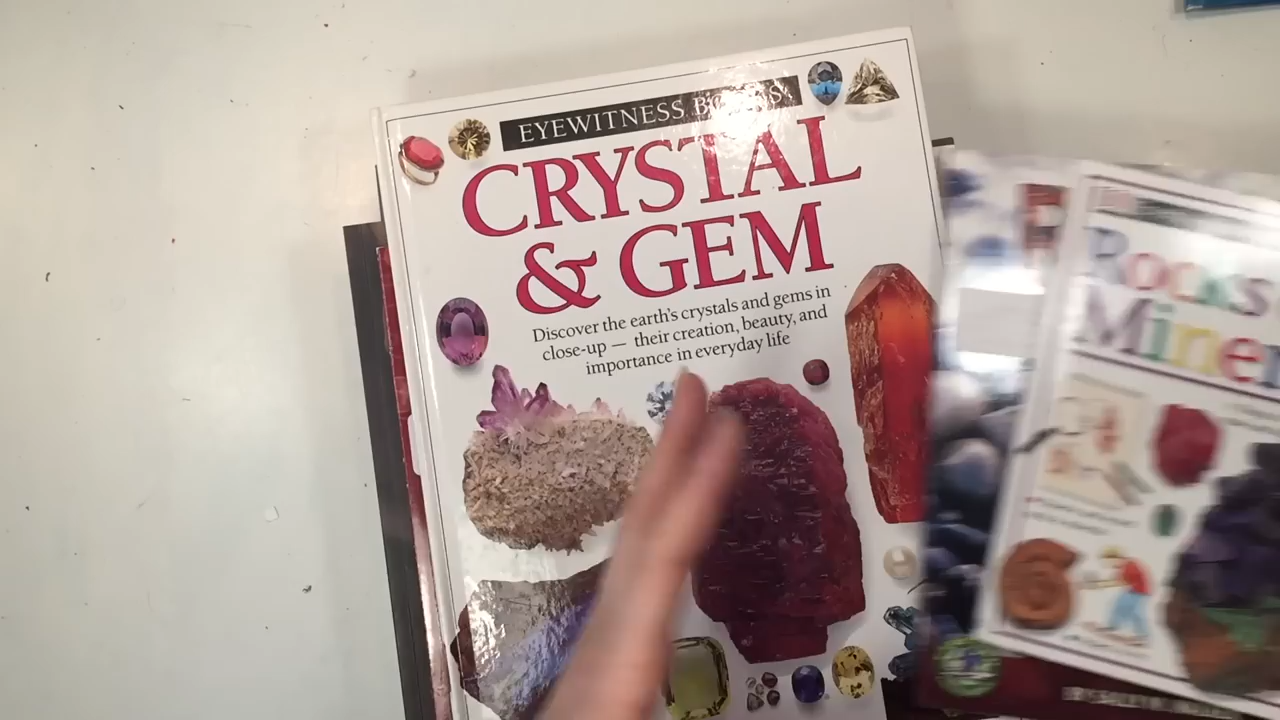 EYEWITNESS BOOKS
CRYSTAL
& GEM
Discover the earth's crystals and gems in
close-up — their creation, beauty, and
importance in everyday life
Rocks